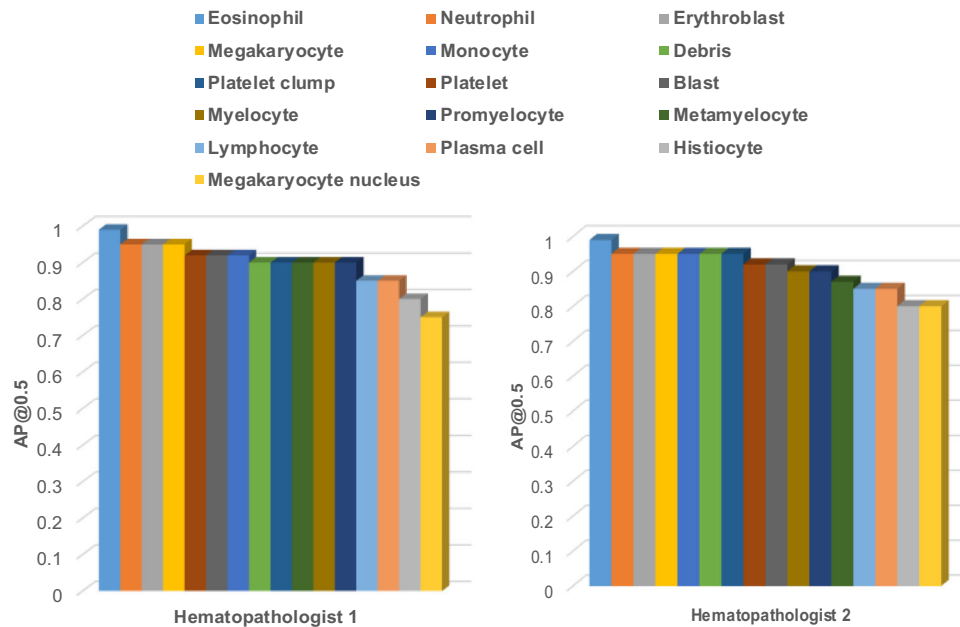 Eosinophil Neutrophil Erythroblast
Megakaryocyte Monocyte Debris
Platelet clump Platelet Blast
Myelocyte Promyelocyte Metamyelocyte
Lymphocyte Plasma cell Histiocyte
Megakaryocyte nucleus
AP@0.5
1
0.9
0.8
0.7
0.6
0.5
0.4
0.3
0.2
0.1
0
Hematopathologist 1
AP@0.5
1
0.9
0.8
0.7
0.6
0.5
0.4
0.3
0.2
0.1
0
Hematopathologist 2